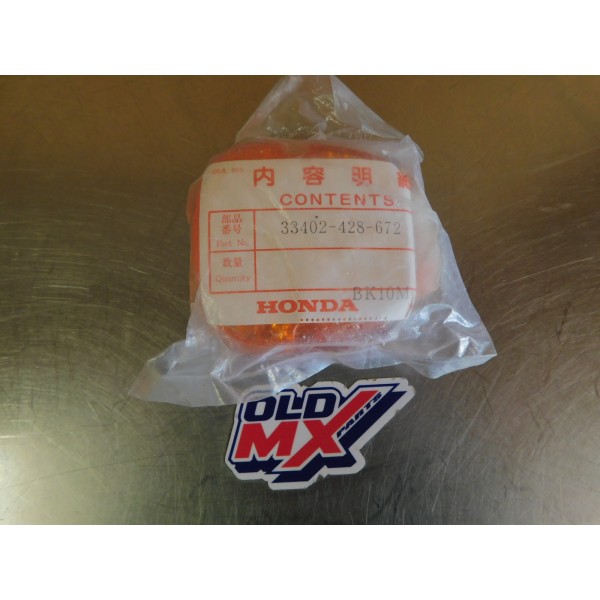 内容明
CONTENTS
部品
番号
Part No.
33402-428-672
数量
Quantity
BK10M
HONDA
OLD
MX
PARTS